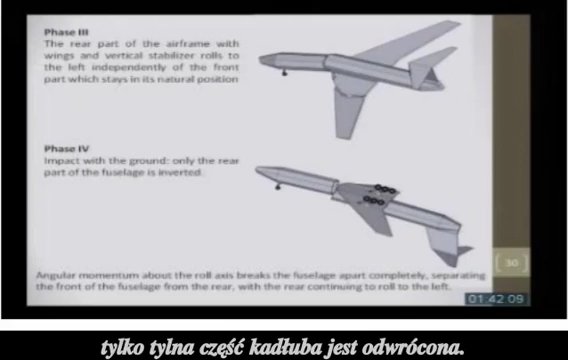 Phase III
The rear part of the airframe with
wings and vertical stabilizer rolls to
the left independently of the front
part which stays in its natural position
Phase IV
Impact with the ground: only the rear
part of the fuselage is inverted.
[ 30 ]
Angular momentum about the roll axis breaks the fuselage apart completely, separating
the front of the fuselage from the rear, with the rear continuing to roll to the left.
01:42:09
tylko tylna część kadłuba jest odwrócona.